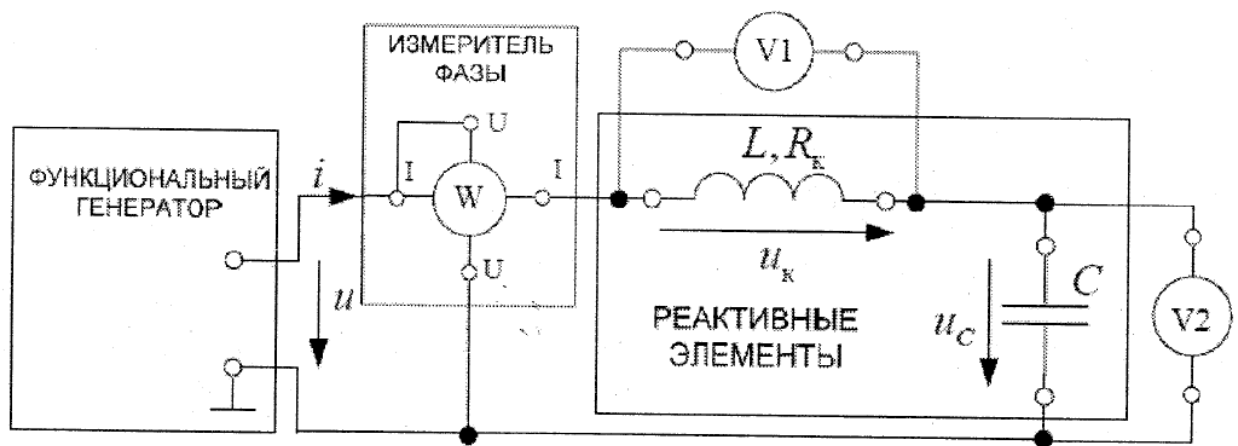 ИЗМЕРИТЕЛЬ
ФАЗЫ
V1
U
ФУНКЦИОНАЛЬНЫЙ
ГЕНЕРАТОР
i
I
W
I
L, Rк
u
U
uк
РЕАКТИВНЫЕ
ЭЛЕМЕНТЫ
uC
C
V2